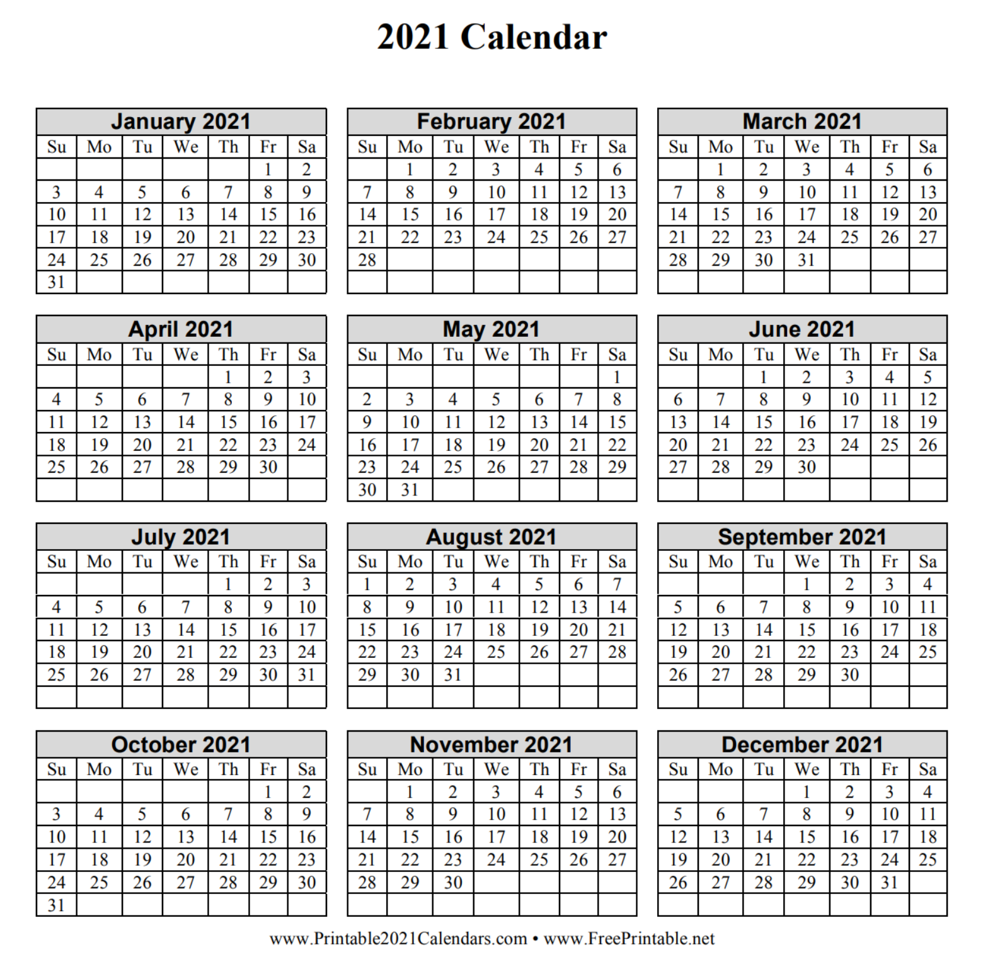 2021 Calendar
January 2021
Su Mo Tu We Th Fr Sa
1 2
3 4 5 6 7 8 9
10 11 12 13 14 15 16
17 18 19 20 21 22 23
24 25 26 27 28 29 30
31
February 2021
Su Mo Tu We Th Fr Sa
1 2 3 4 5 6
7 8 9 10 11 12 13
14 15 16 17 18 19 20
21 22 23 24 25 26 27
28
March 2021
Su Mo Tu We Th Fr Sa
1 2 3 4 5 6
7 8 9 10 11 12 13
14 15 16 17 18 19 20
21 22 23 24 25 26 27
28 29 30 31
April 2021
Su Mo Tu We Th Fr Sa
1 2 3
4 5 6 7 8 9 10
11 12 13 14 15 16 17
18 19 20 21 22 23 24
25 26 27 28 29 30
May 2021
Su Mo Tu We Th Fr Sa
1
2 3 4 5 6 7 8
9 10 11 12 13 14 15
16 17 18 19 20 21 22
23 24 25 26 27 28 29
30 31
June 2021
Su Mo Tu We Th Fr Sa
1 2 3 4 5
6 7 8 9 10 11 12
13 14 15 16 17 18 19
20 21 22 23 24 25 26
27 28 29 30
July 2021
Su Mo Tu We Th Fr Sa
1 2 3
4 5 6 7 8 9 10
11 12 13 14 15 16 17
18 19 20 21 22 23 24
25 26 27 28 29 30 31
August 2021
Su Mo Tu We Th Fr Sa
1 2 3 4 5 6 7
8 9 10 11 12 13 14
15 16 17 18 19 20 21
22 23 24 25 26 27 28
29 30 31
September 2021
Su Mo Tu We Th Fr Sa
1 2 3 4
5 6 7 8 9 10 11
12 13 14 15 16 17 18
19 20 21 22 23 24 25
26 27 28 29 30
October 2021
Su Mo Tu We Th Fr Sa
1 2
3 4 5 6 7 8 9
10 11 12 13 14 15 16
17 18 19 20 21 22 23
24 25 26 27 28 29 30
31
November 2021
Su Mo Tu We Th Fr Sa
1 2 3 4 5 6
7 8 9 10 11 12 13
14 15 16 17 18 19 20
21 22 23 24 25 26 27
28 29 30
December 2021
Su Mo Tu We Th Fr Sa
1 2 3 4
5 6 7 8 9 10 11
12 13 14 15 16 17 18
19 20 21 22 23 24 25
26 27 28 29 30 31
www.Printable2021Calendars.com • www.FreePrintable.net